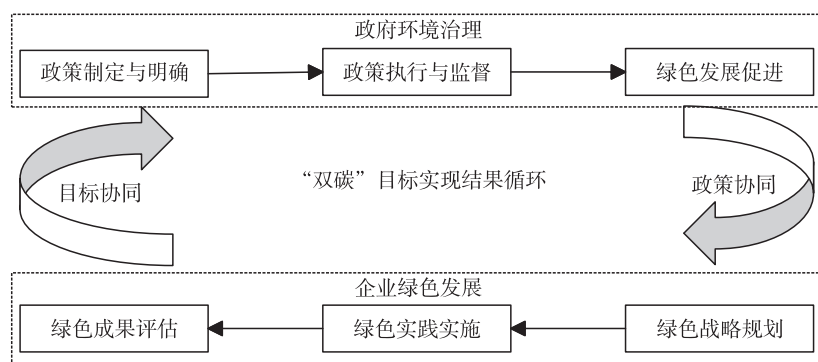 政府环境治理
政策制定与明确
政策执行与监督
绿色发展促进
目标协同
“双碳”目标实现结果循环
政策协同
企业绿色发展
绿色成果评估
绿色实践实施
绿色战略规划